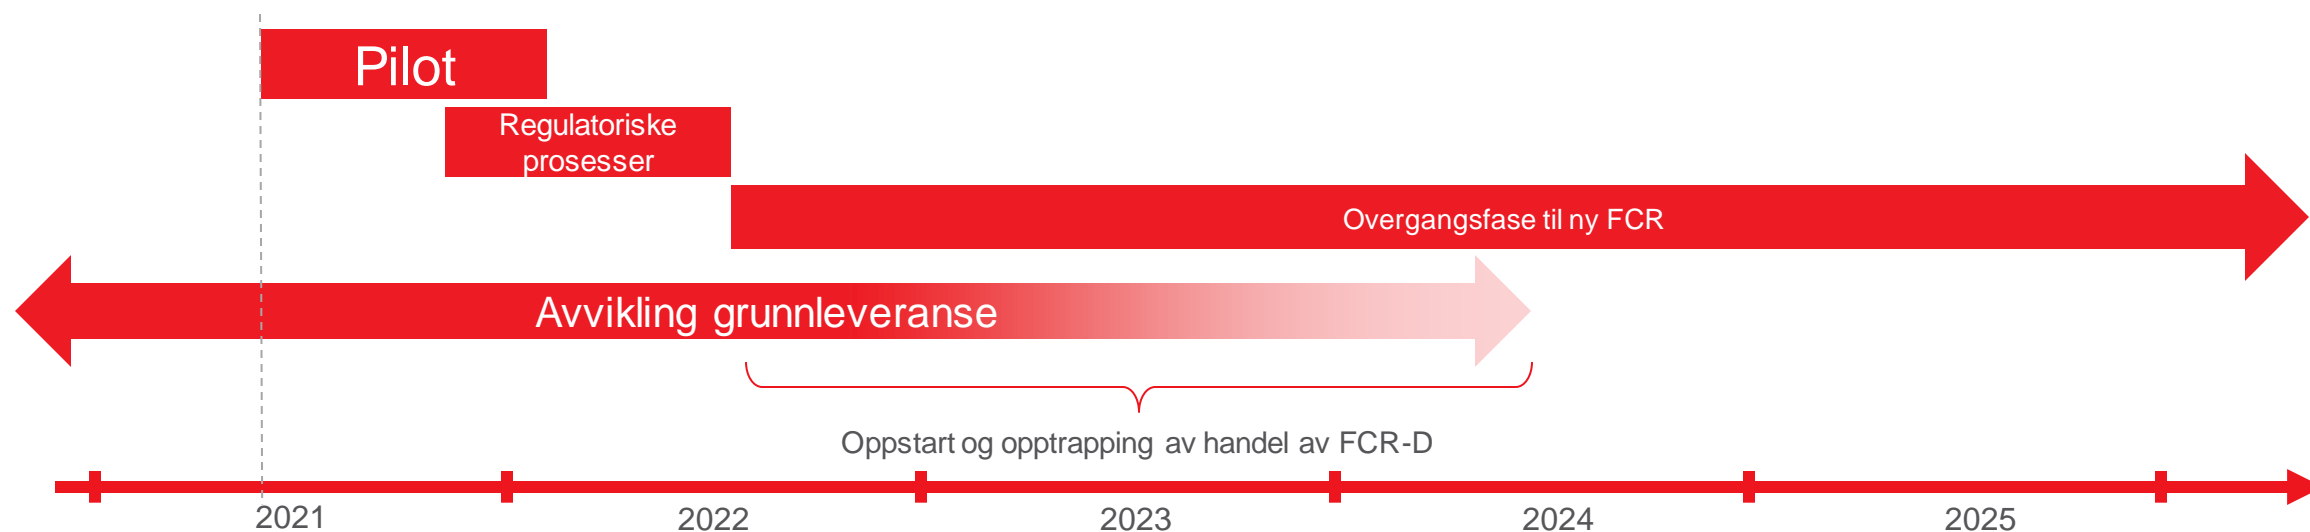 Pilot
Regulatoriske
prosesser
Overgangsfase til ny FCR
Avvikling grunnleveranse
Oppstart og opptrapping av handel av FCR-D
2021
2022
2023
2024
2025